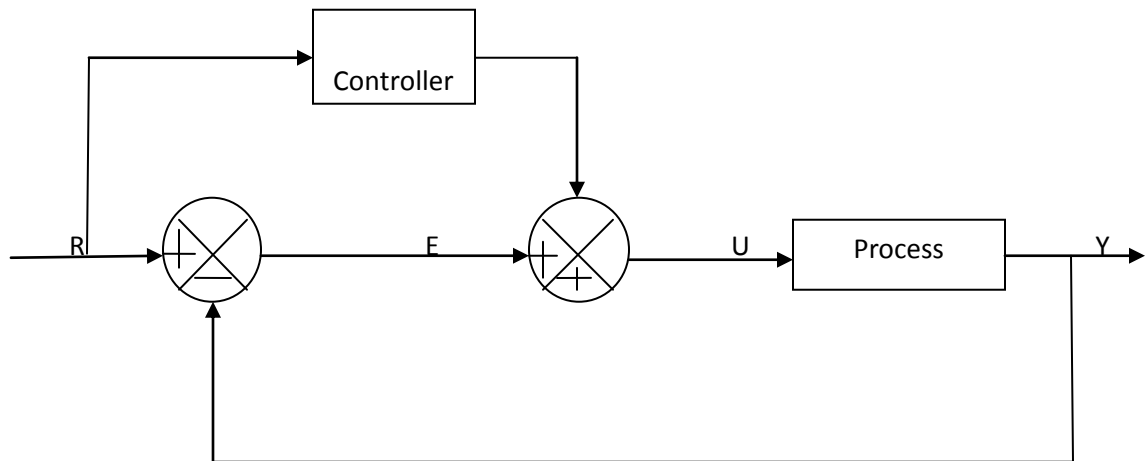 Controller
R
+
−
E
+
+
U
Process
Y